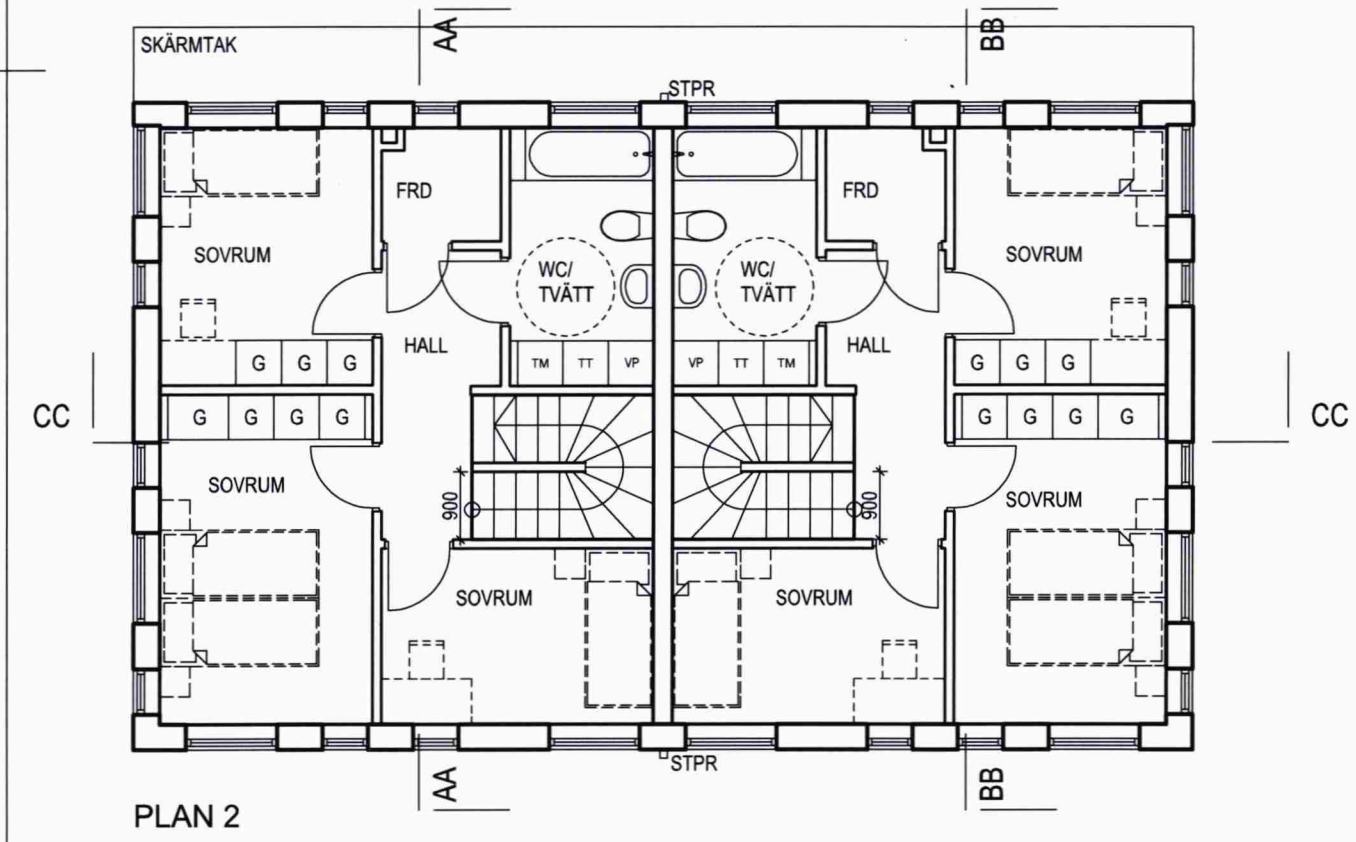 AA
BB
SKÄRMTAK
STPR
FRD
FRD
SOVRUM
WC/
TVÄTT
WC/
TVÄTT
SOVRUM
HALL
HALL
G G G
TM TT VP
VP TT TM
G G G
CC
G G G G
G G G G
CC
SOVRUM
SOVRUM
900
900
SOVRUM
SOVRUM
STPR
AA
BB
PLAN 2